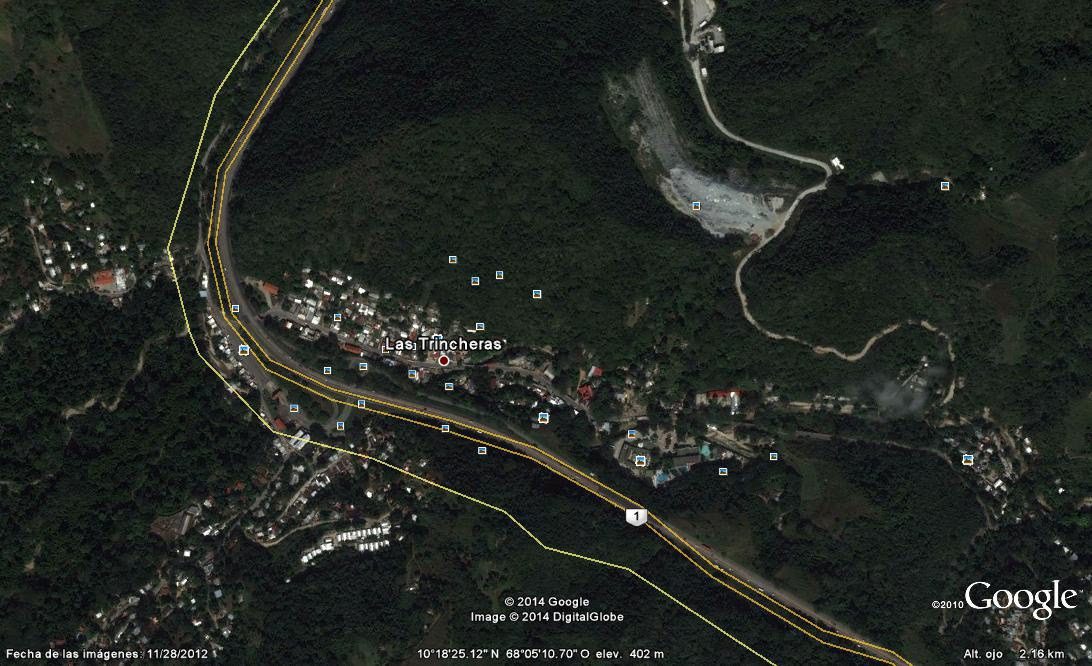 Las Trincheras
1
© 2014 Google
Image © 2014 DigitalGlobe
©2010 Google
Fecha de las imágenes: 11/28/2012
10°18'25.12" N 68°05'10.70" O elev. 402 m
Alt. ojo 2.16 km